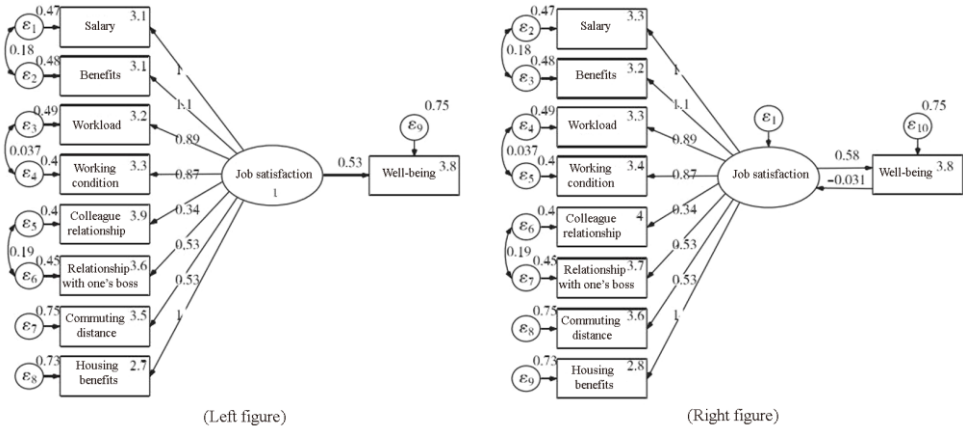 0.47
ε1
3.1
Salary
0.18
0.48
ε2
3.1
Benefits
0.49
ε3
3.2
Workload
0.037
0.4
ε4
3.3
Working
condition
0.4
ε5
3.9
Colleague
relationship
0.19
0.45
ε6
3.6
Relationship
with one's boss
0.75
ε7
3.5
Commuting
distance
0.73
ε8
2.7
Housing
benefits
1
1.1
0.89
0.87
0.34
0.53
0.53
1
Job satisfaction
1
0.53
0.75
ε9
Well-being
3.8
(Left figure)
0.47
ε2
3.3
Salary
0.18
0.48
ε3
3.2
Benefits
0.49
ε4
3.3
Workload
0.037
0.4
ε5
3.4
Working
condition
0.4
ε6
4
Colleague
relationship
0.19
0.45
ε7
3.7
Relationship
with one's boss
0.75
ε8
3.6
Commuting
distance
0.73
ε9
2.8
Housing
benefits
1
1.1
0.89
0.87
0.34
0.53
0.53
1
ε1
Job satisfaction
0.58
−0.031
0.75
ε10
Well-being
3.8
(Right figure)